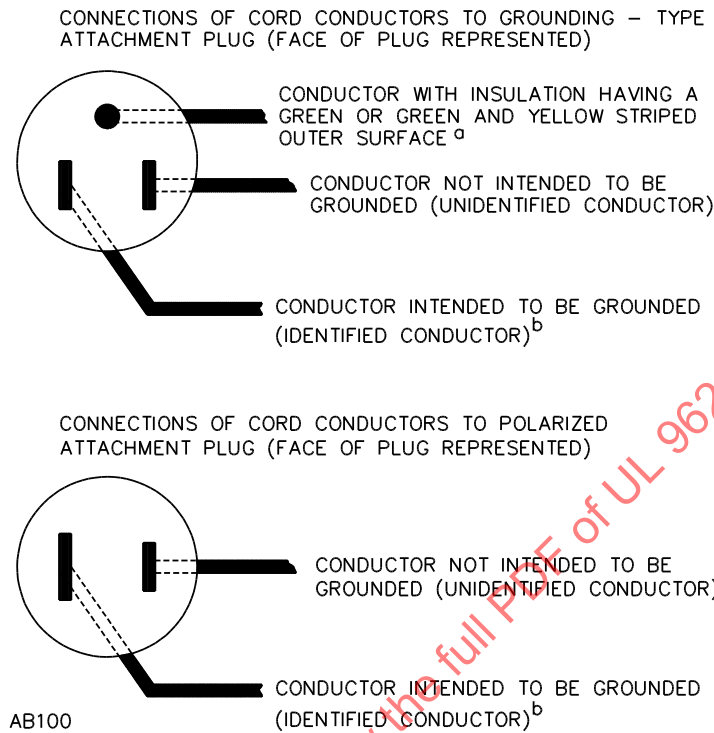 CONNECTIONS OF CORD CONDUCTORS TO GROUNDING – TYPE
ATTACHMENT PLUG (FACE OF PLUG REPRESENTED)
CONDUCTOR WITH INSULATION HAVING A
GREEN OR GREEN AND YELLOW STRIPED
OUTER SURFACE a
CONDUCTOR NOT INTENDED TO BE
GROUNDED (UNIDENTIFIED CONDUCTOR)
CONDUCTOR INTENDED TO BE GROUNDED
(IDENTIFIED CONDUCTOR) b
CONNECTIONS OF CORD CONDUCTORS TO POLARIZED
ATTACHMENT PLUG (FACE OF PLUG REPRESENTED)
CONDUCTOR NOT INTENDED TO BE
GROUNDED (UNIDENTIFIED CONDUCTOR)
CONDUCTOR INTENDED TO BE GROUNDED
(IDENTIFIED CONDUCTOR) b
AB100
the full PDF of UL 962